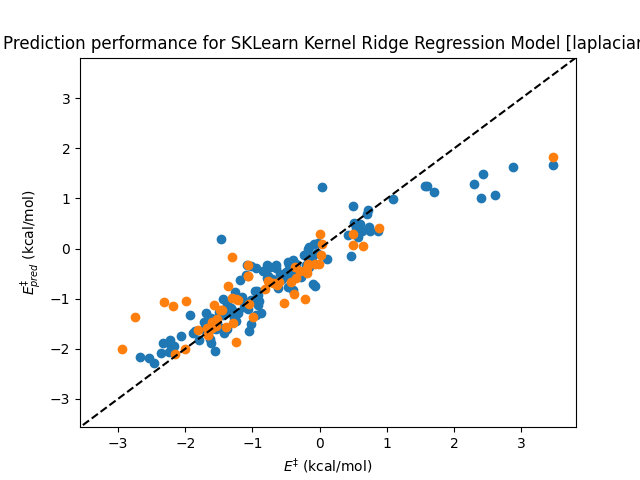 Prediction performance for SKLearn Kernel Ridge Regression Model [laplacian
3
2
1
0
−1
−2
−3
E‡pred (kcal/mol)
−3 −2 −1 0 1 2 3
E‡ (kcal/mol)